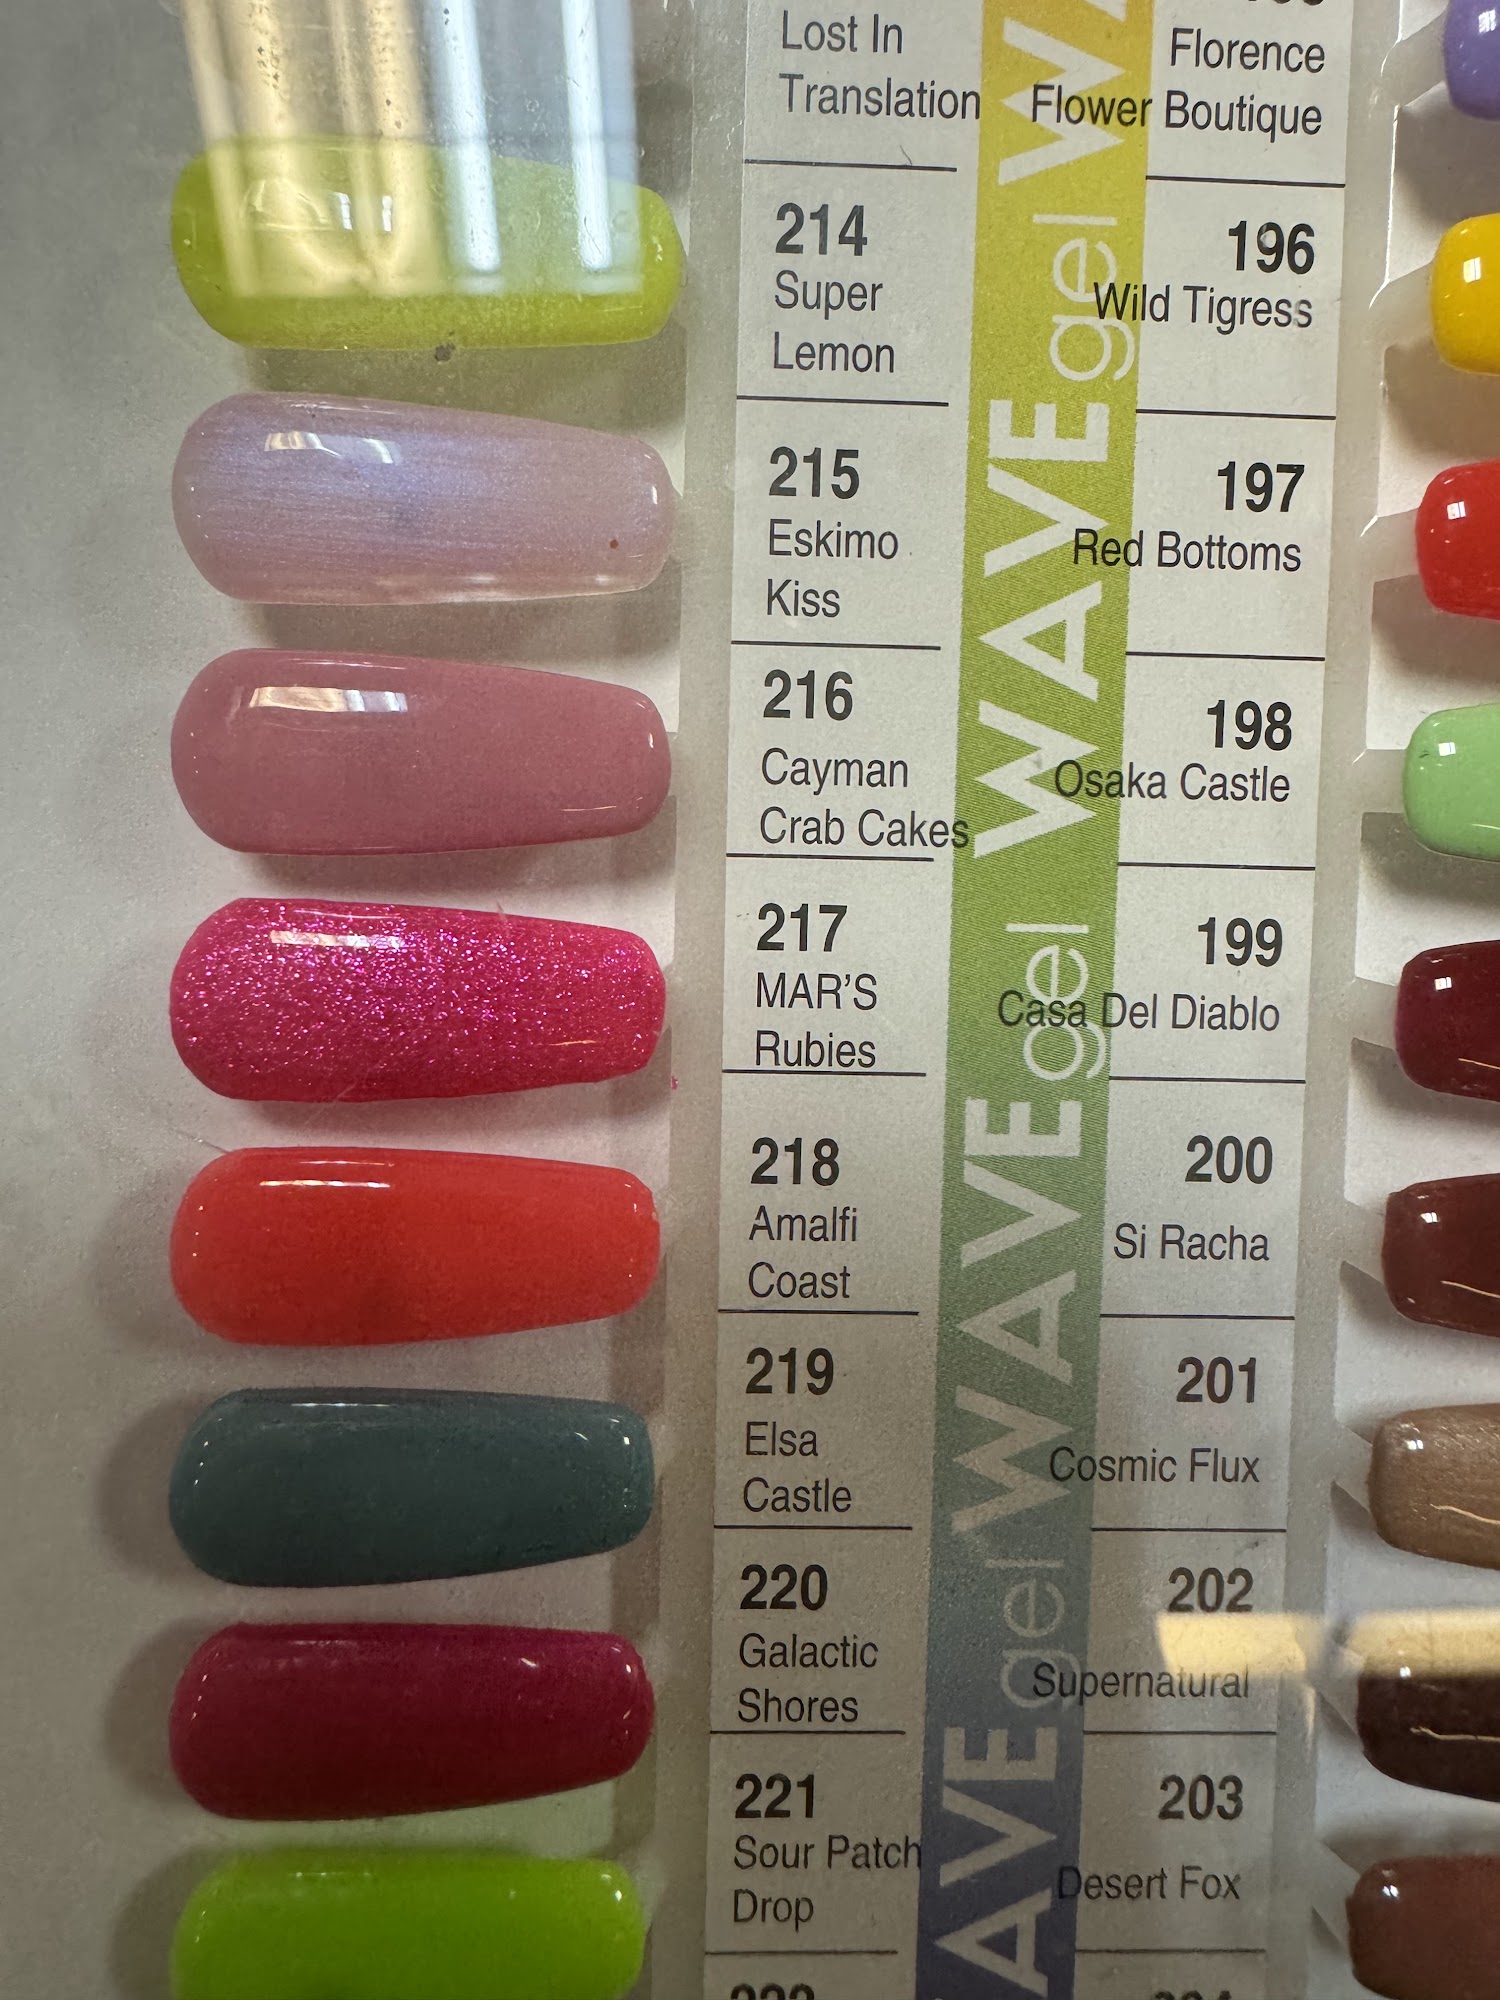 Lost In
Translation
214
Super
Lemon
215
Eskimo
Kiss
216
Cayman
Crab Cakes
217
MAR'S
Rubies
218
Amalfi
Coast
219
Elsa
Castle
220
Galactic
Shores
221
Sour Patch
Drop
WAVE gel WAVE gel WAVE gel WAVE
Florence
Flower Boutique
196
Wild Tigress
197
Red Bottoms
198
Osaka Castle
199
Casa Del Diablo
200
Si Racha
201
Cosmic Flux
202
Supernatural
203
Desert Fox